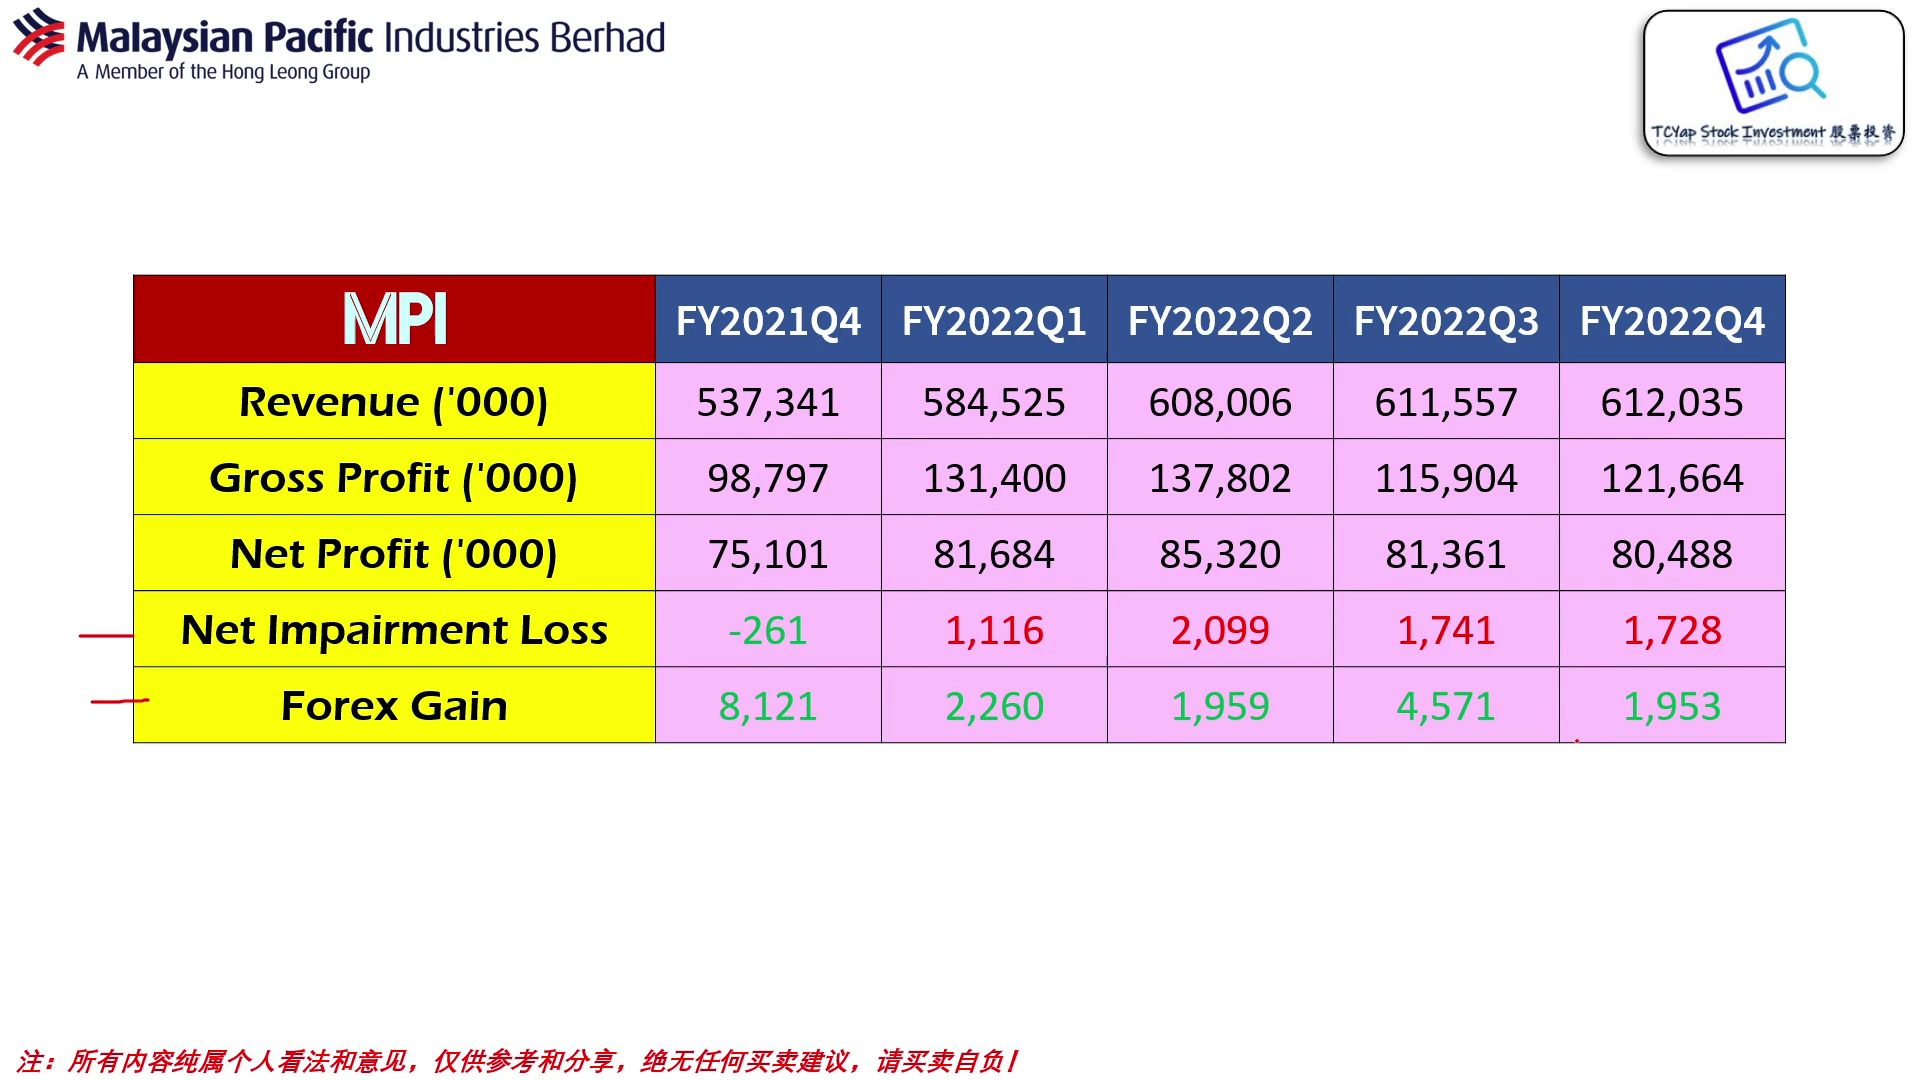 Malaysian Pacific Industries Berhad
A Member of the Hong Leong Group
TCYap Stock Investment 股票投资
MPI FY2021Q4 FY2022Q1 FY2022Q2 FY2022Q3 FY2022Q4
Revenue ('000) 537,341 584,525 608,006 611,557 612,035
Gross Profit ('000) 98,797 131,400 137,802 115,904 121,664
Net Profit ('000) 75,101 81,684 85,320 81,361 80,488
Net Impairment Loss -261 1,116 2,099 1,741 1,728
Forex Gain 8,121 2,260 1,959 4,571 1,953
注：所有内容纯属个人看法和意见，仅供参考和分享，绝无任何买卖建议，请买卖自负！